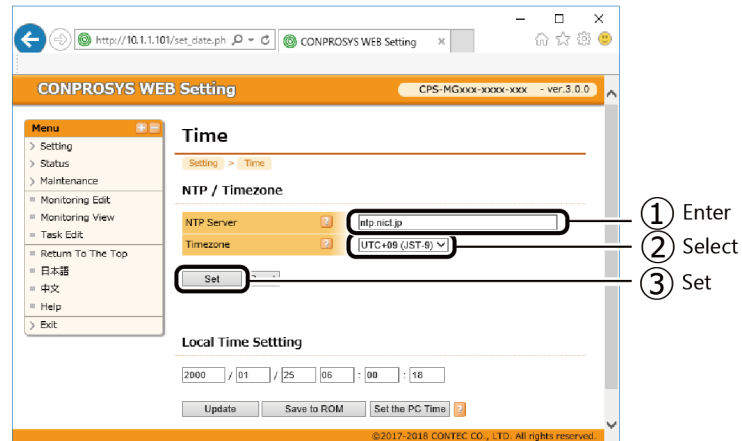 http://10.1.1.101/set_date.ph
CONPROSYS WEB Setting
CONPROSYS WEB Setting
CPS-MGxxx-xxxx-xxx - ver.3.0.0
Menu
Setting
Status
Maintenance
Monitoring Edit
Monitoring View
Task Edit
Return To The Top
日本語
中文
Help
Exit
Time
Setting > Time
NTP / Timezone
NTP Server ? ntp.nict.jp
Timezone ? UTC+09 (JST-9)
Set
① Enter
② Select
③ Set
Local Time Settting
2000 / 01 / 25 06 : 00 : 18
Update Save to ROM Set the PC Time ?
©2017-2018 CONTEC CO., LTD. All rights reserved.